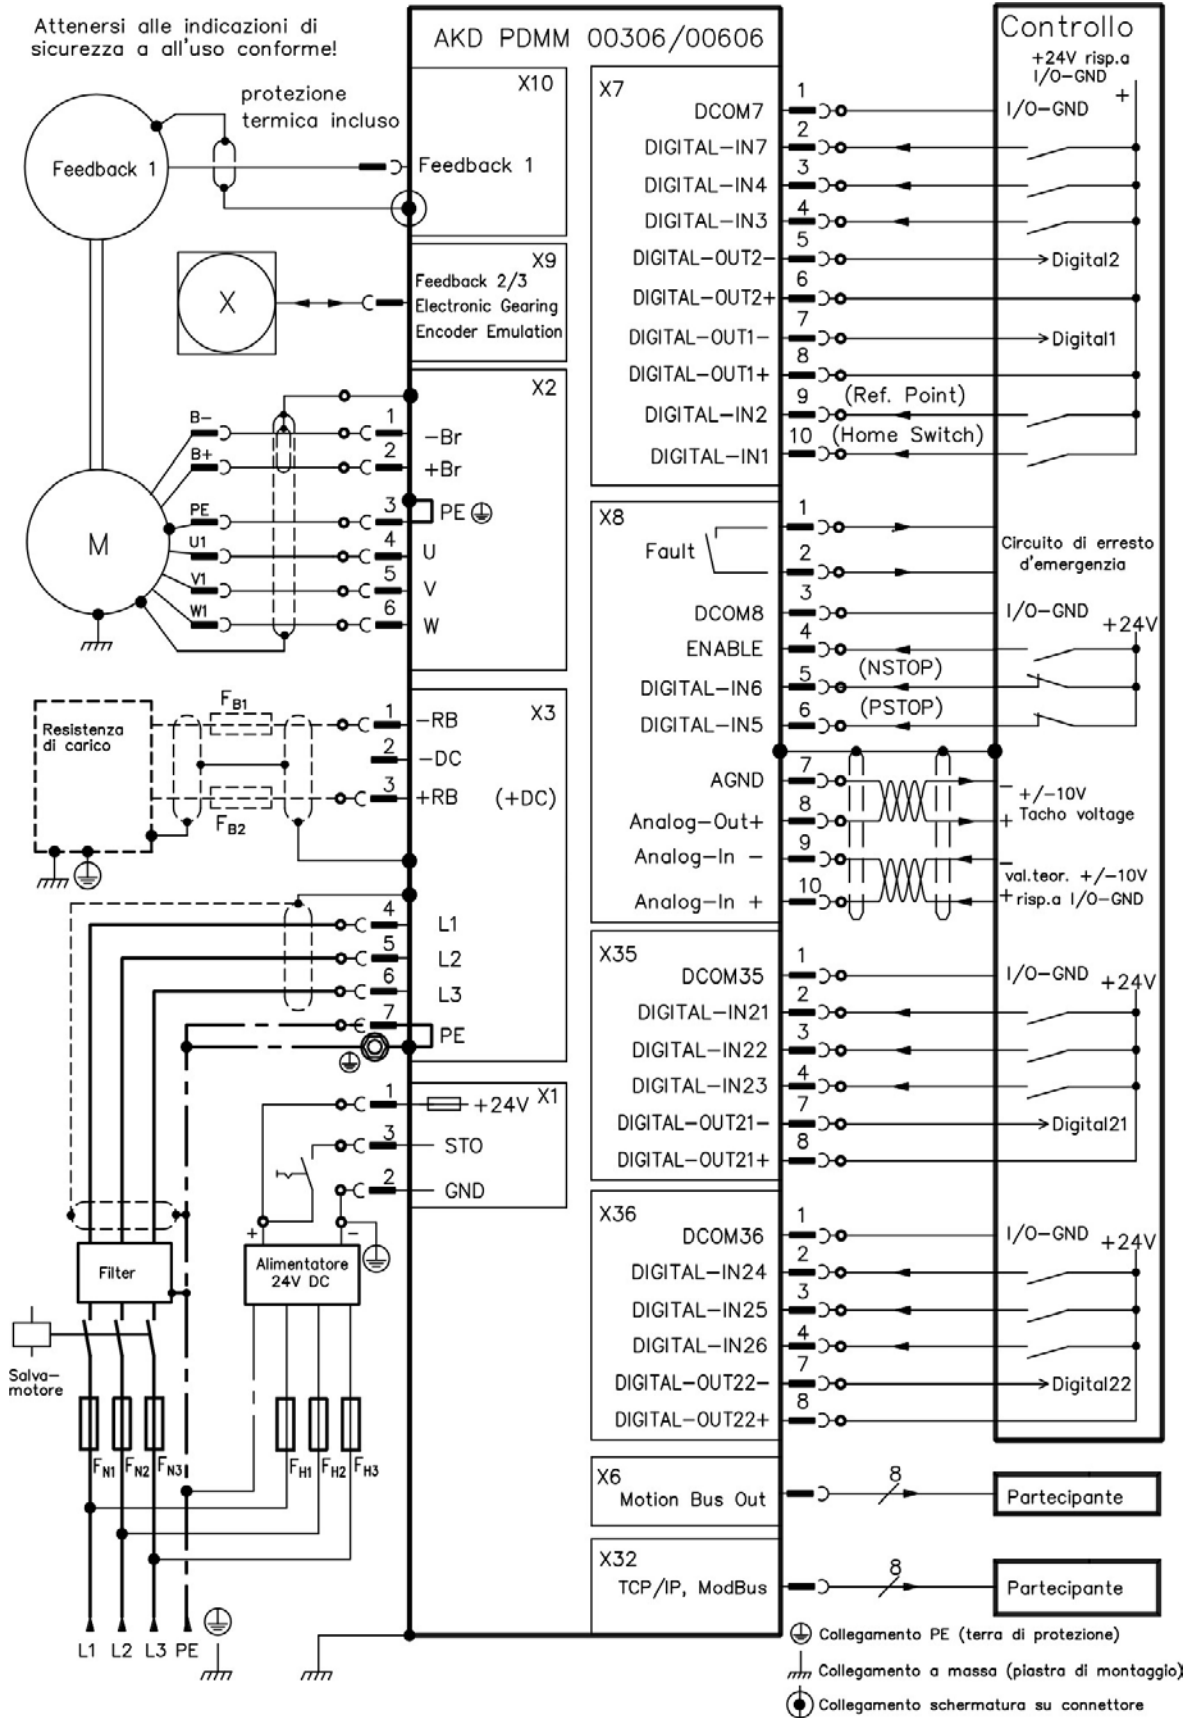 Attenersi alle indicazioni di
sicurezza a all'uso conforme!
AKD PDMM 00306/00606
X10
protezione
termica incluso
Feedback 1
Feedback 1
X9
Feedback 2/3
Electronic Gearing
Encoder Emulation
X
X2
B- 1 -Br
B+ 2 +Br
PE 3 PE
U1 4 U
V1 5 V
W1 6 W
M
X3
Resistenza
di carico
FB1
FB2
1 -RB
2 -DC
3 +RB (+DC)
4 L1
5 L2
6 L3
7 PE
X1
1 +24V
3 STO
2 GND
+ -
Alimentatore
24V DC
Filter
Salva-
motore
FN1 FN2 FN3 FH1 FH2 FH3
L1 L2 L3 PE
X7
DCOM7 1 I/O-GND
DIGITAL-IN7 2
DIGITAL-IN4 3
DIGITAL-IN3 4
DIGITAL-OUT2- 5 Digital2
DIGITAL-OUT2+ 6
DIGITAL-OUT1- 7 Digital1
DIGITAL-OUT1+ 8
DIGITAL-IN2 9 (Ref. Point)
DIGITAL-IN1 10 (Home Switch)
Controllo
+24V risp.a
I/O-GND
+
X8
Fault
1
2
Circuito di erresto
d'emergenzia
DCOM8 3 I/O-GND
+24V
ENABLE 4
DIGITAL-IN6 5 (NSTOP)
DIGITAL-IN5 6 (PSTOP)
AGND 7 -
Analog-Out+ 8 +
+/-10V
Tacho voltage
Analog-In - 9 -
Analog-In + 10 +
val.teor. +/-10V
risp.a I/O-GND
X35
DCOM35 1 I/O-GND
+24V
DIGITAL-IN21 2
DIGITAL-IN22 3
DIGITAL-IN23 4
DIGITAL-OUT21- 7 Digital21
DIGITAL-OUT21+ 8
X36
DCOM36 1 I/O-GND
+24V
DIGITAL-IN24 2
DIGITAL-IN25 3
DIGITAL-IN26 4
DIGITAL-OUT22- 7 Digital22
DIGITAL-OUT22+ 8
X6
Motion Bus Out 8 Partecipante
X32
TCP/IP, ModBus 8 Partecipante
Collegamento PE (terra di protezione)
Collegamento a massa (piastra di montaggio)
Collegamento schermatura su connettore